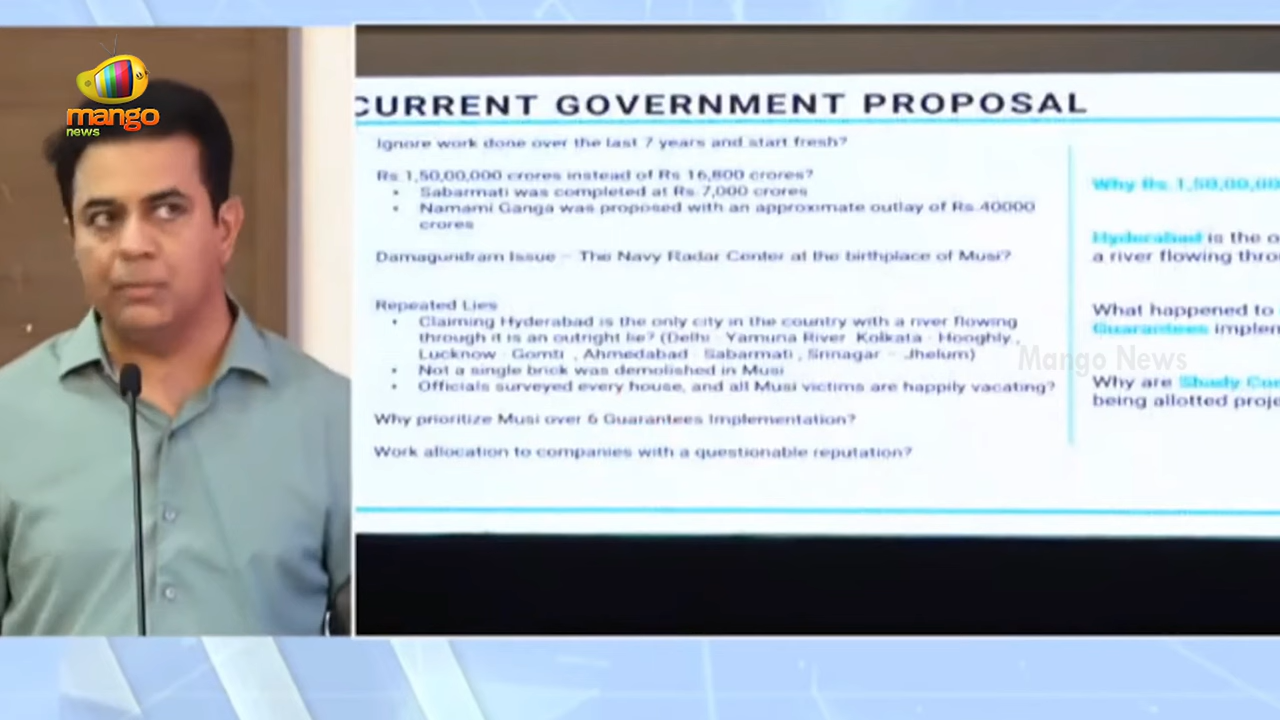 mango
news
CURRENT GOVERNMENT PROPOSAL
Ignore work done over the last 7 years and start fresh?
Rs 1,50,00,000 crores instead of Rs 16,800 crores?
• Sabarmati was completed at Rs 7,000 crores
• Namami Ganga was proposed with an approximate outlay of Rs 40000
crores
Damagundram Issue – The Navy Radar Center at the birthplace of Musi?
Repeated Lies
• Claiming Hyderabad is the only city in the country with a river flowing
through it is an outright lie? (Delhi - Yamuna River, Kolkata - Hooghly,
Lucknow - Gomti, Ahmedabad - Sabarmati, Srinagar – Jhelum)
• Not a single brick was demolished in Musi
• Officials surveyed every house, and all Musi victims are happily vacating?
Why prioritize Musi over 6 Guarantees Implementation?
Work allocation to companies with a questionable reputation?
Why Rs.1,50,00,00
Hyderabad is the o
a river flowing thro
What happened to
Guarantees implen
Why are Shady Co
being allotted proje
Mango News